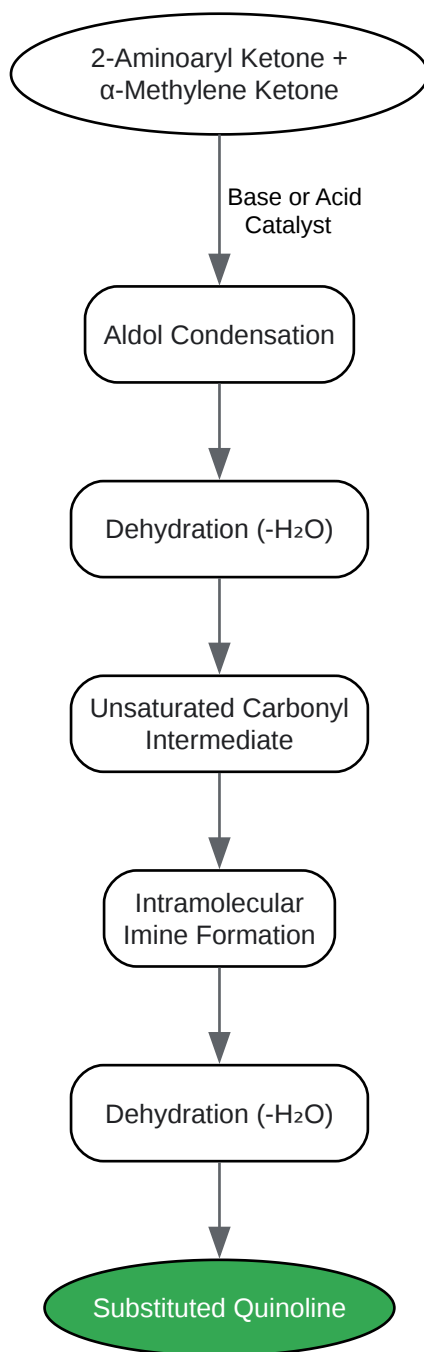 2-Aminoaryl Ketone +
α-Methylene Ketone
Base or Acid
Catalyst
Aldol Condensation
Dehydration (-H₂O)
Unsaturated Carbonyl
Intermediate
Intramolecular
Imine Formation
Dehydration (-H₂O)
Substituted Quinoline